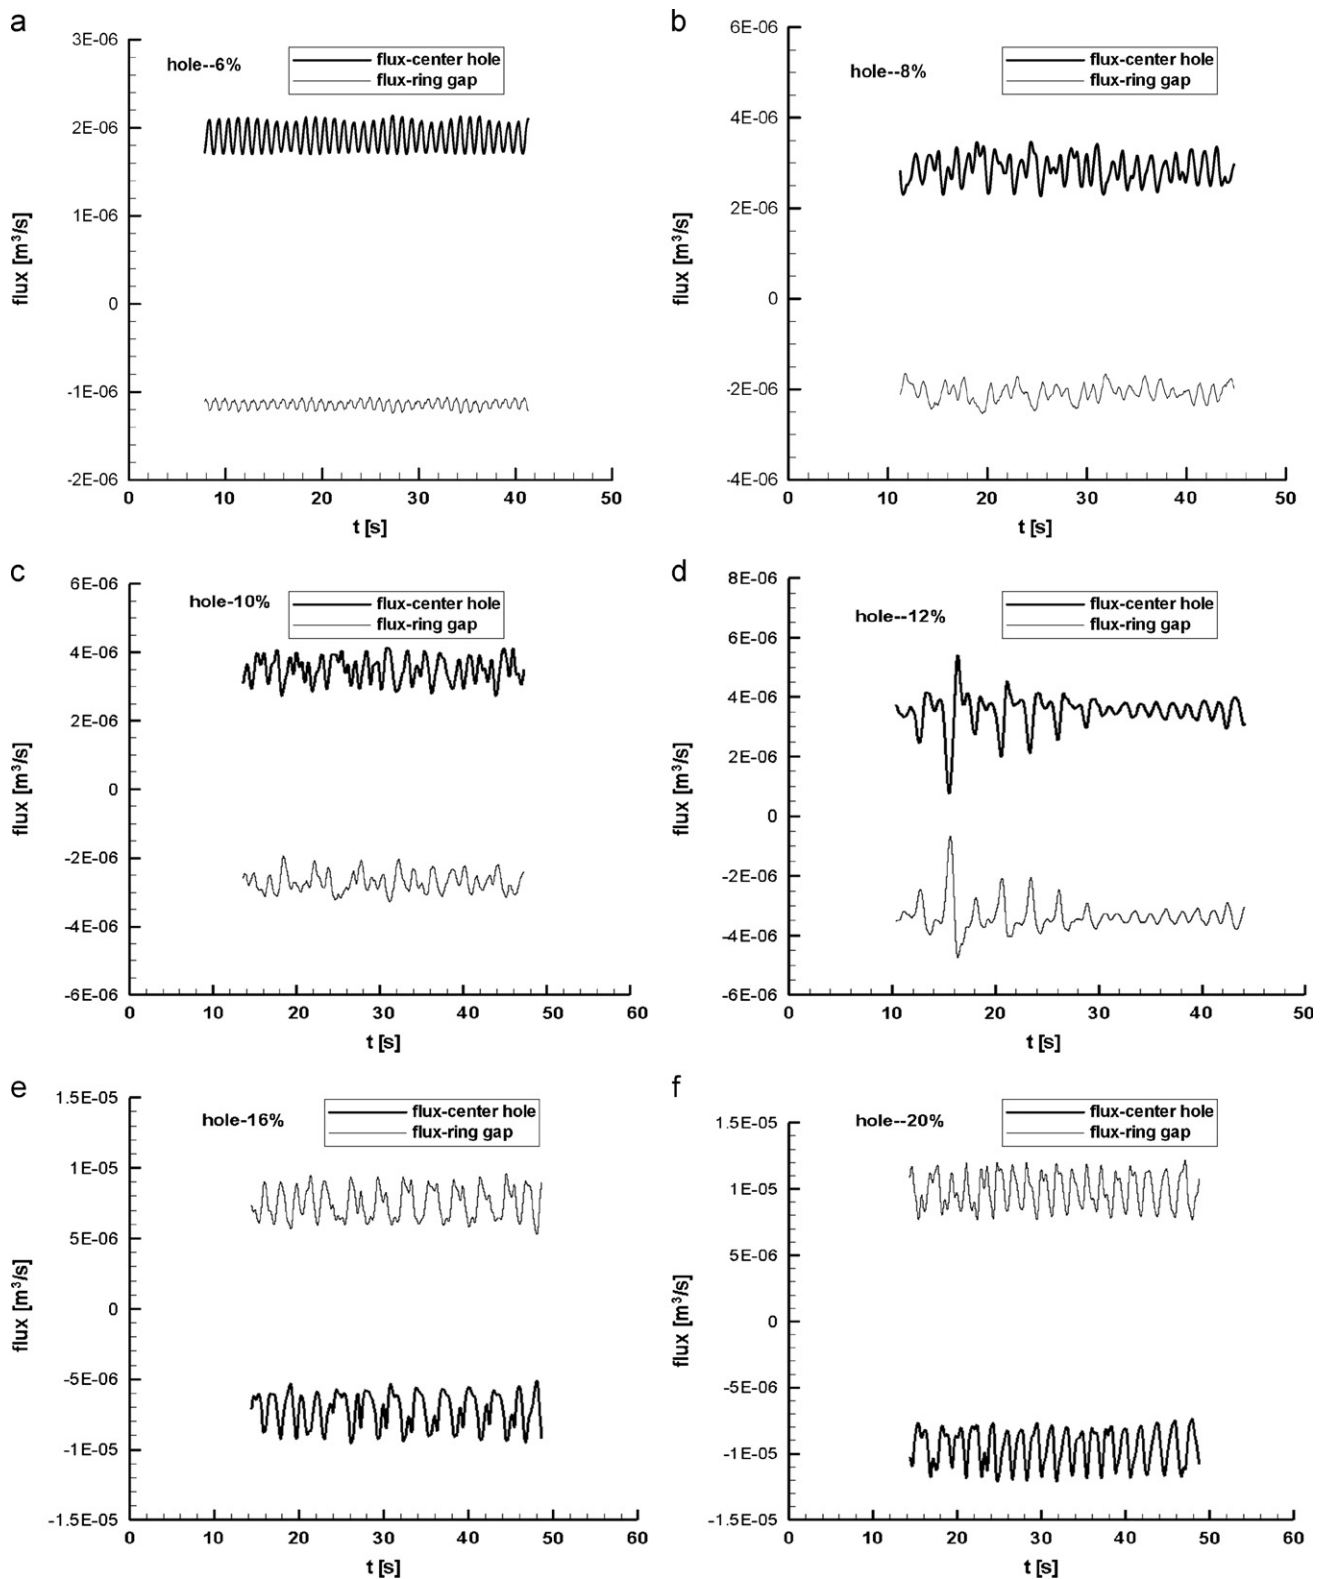 a
hole--6%
flux-center hole
flux-ring gap
3E-06
2E-06
1E-06
0
-1E-06
-2E-06
flux [m³/s]
0 10 20 30 40 50
t [s]
b
hole--8%
flux-center hole
flux-ring gap
6E-06
4E-06
2E-06
0
-2E-06
-4E-06
flux [m³/s]
0 10 20 30 40 50
t [s]
c
hole-10%
flux-center hole
flux-ring gap
6E-06
4E-06
2E-06
0
-2E-06
-4E-06
-6E-06
flux [m³/s]
0 10 20 30 40 50 60
t [s]
d
hole--12%
flux-center hole
flux-ring gap
8E-06
6E-06
4E-06
2E-06
0
-2E-06
-4E-06
-6E-06
flux [m³/s]
0 10 20 30 40 50
t [s]
e
hole-16%
flux-center hole
flux-ring gap
1.5E-05
1E-05
5E-06
0
-5E-06
-1E-05
-1.5E-05
flux [m³/s]
0 10 20 30 40 50 60
t [s]
f
hole--20%
flux-center hole
flux-ring gap
1.5E-05
1E-05
5E-06
0
-5E-06
-1E-05
-1.5E-05
flux [m³/s]
0 10 20 30 40 50 60
t [s]